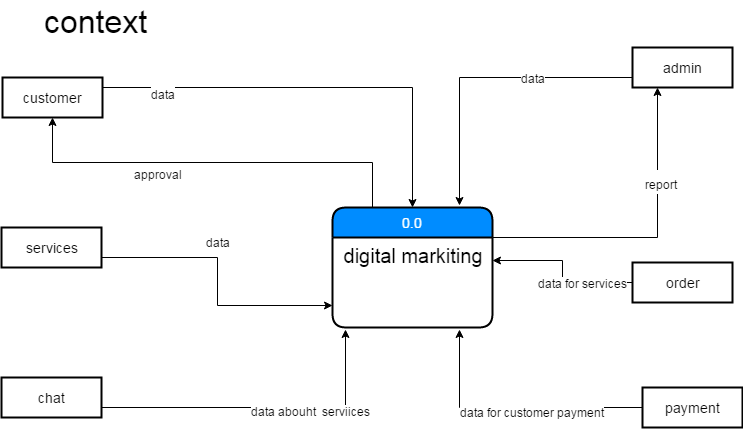 context
admin
data
customer
data
approval
report
0.0
services
data
digital markiting
data for services
order
chat
data abouht serviices
data for customer payment
payment